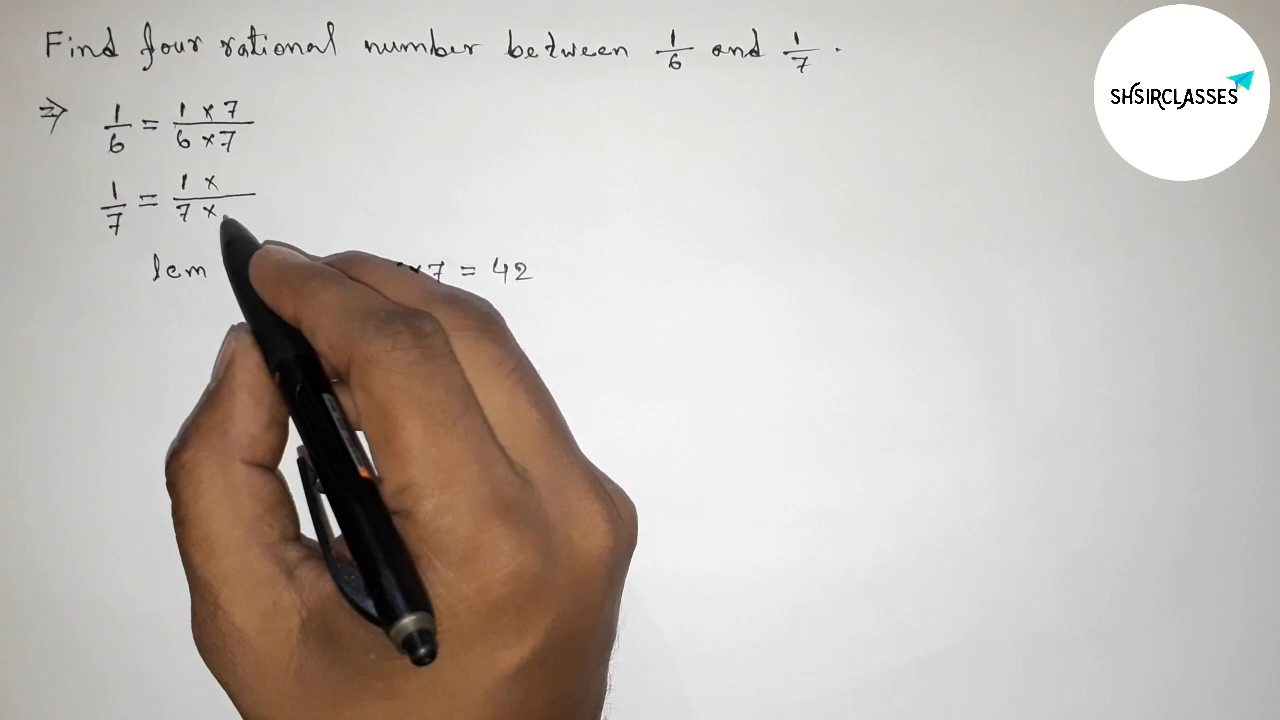 Find four rational number between 1/6 and 1/7 .
SHSIRCLASSES
⇒ 1/6 = 1 × 7 / 6 × 7
1/7 = 1 × / 7 ×
lcm ×7 = 42